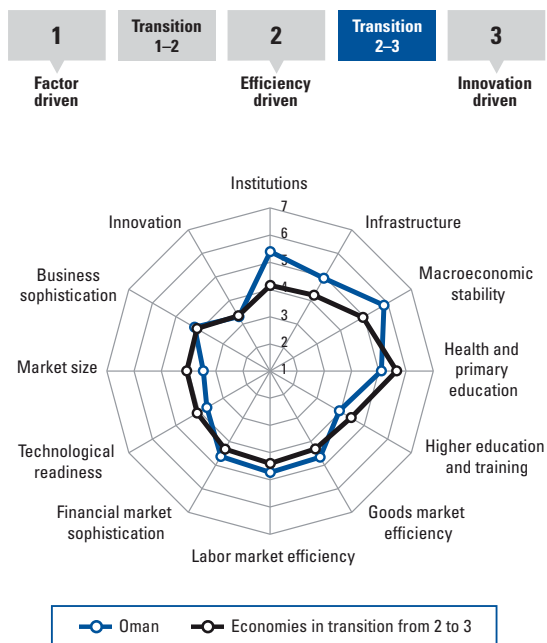 1
Transition
1–2
2
Transition
2–3
3
Factor
driven
Efficiency
driven
Innovation
driven
Institutions
7
Innovation
6
Infrastructure
5
Business
sophistication
4
Macroeconomic
stability
3
2
Market size
1
Health and
primary
education
Technological
readiness
Higher education
and training
Financial market
sophistication
Goods market
efficiency
Labor market efficiency
Oman
Economies in transition from 2 to 3